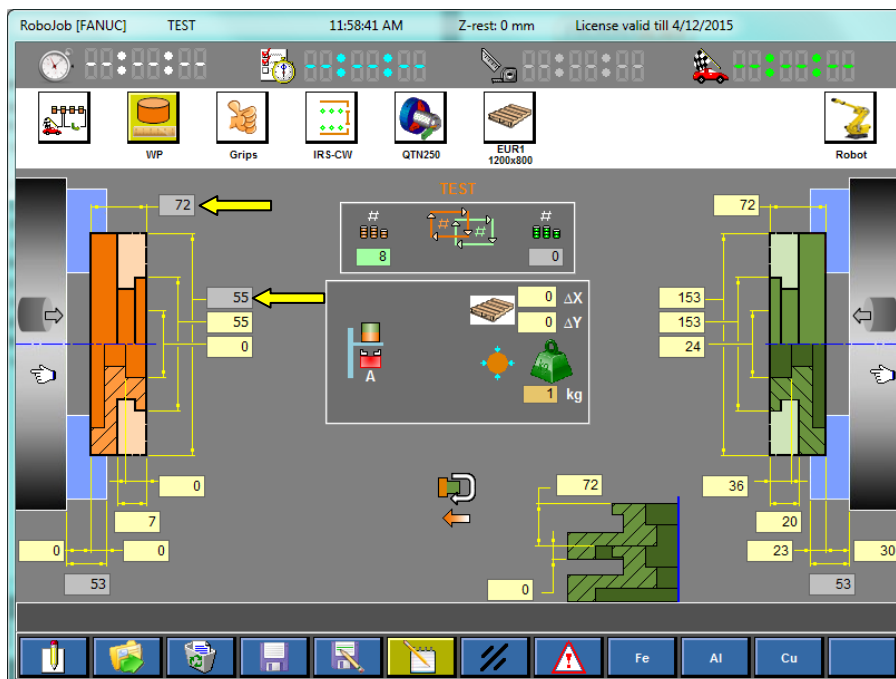 RoboJob [FANUC] TEST 11:58:41 AM Z-rest: 0 mm License valid till 4/12/2015
WP Grips IRS-CW QTN250 EUR1 Robot
1200x800
TEST
72 72
# # # #
8 0
55 0 ΔX 153
55 0 ΔY 153
0 24
A
1 kg
0 72 36
7 20
0 0 23 30
53 0 53
Fe Al Cu